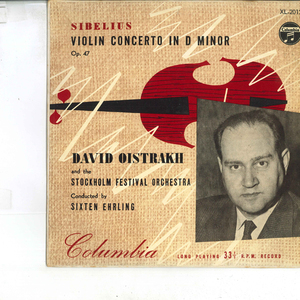 SIBELIUS
VIOLIN CONCERTO IN D MINOR
Op. 47
Columbia
DAVID OISTRAKH
and the
STOCKHOLM FESTIVAL ORCHESTRA
Conducted by
SIXTEN EHRLING
Columbia
LONG PLAYING 33⅓ R.P.M. RECORD